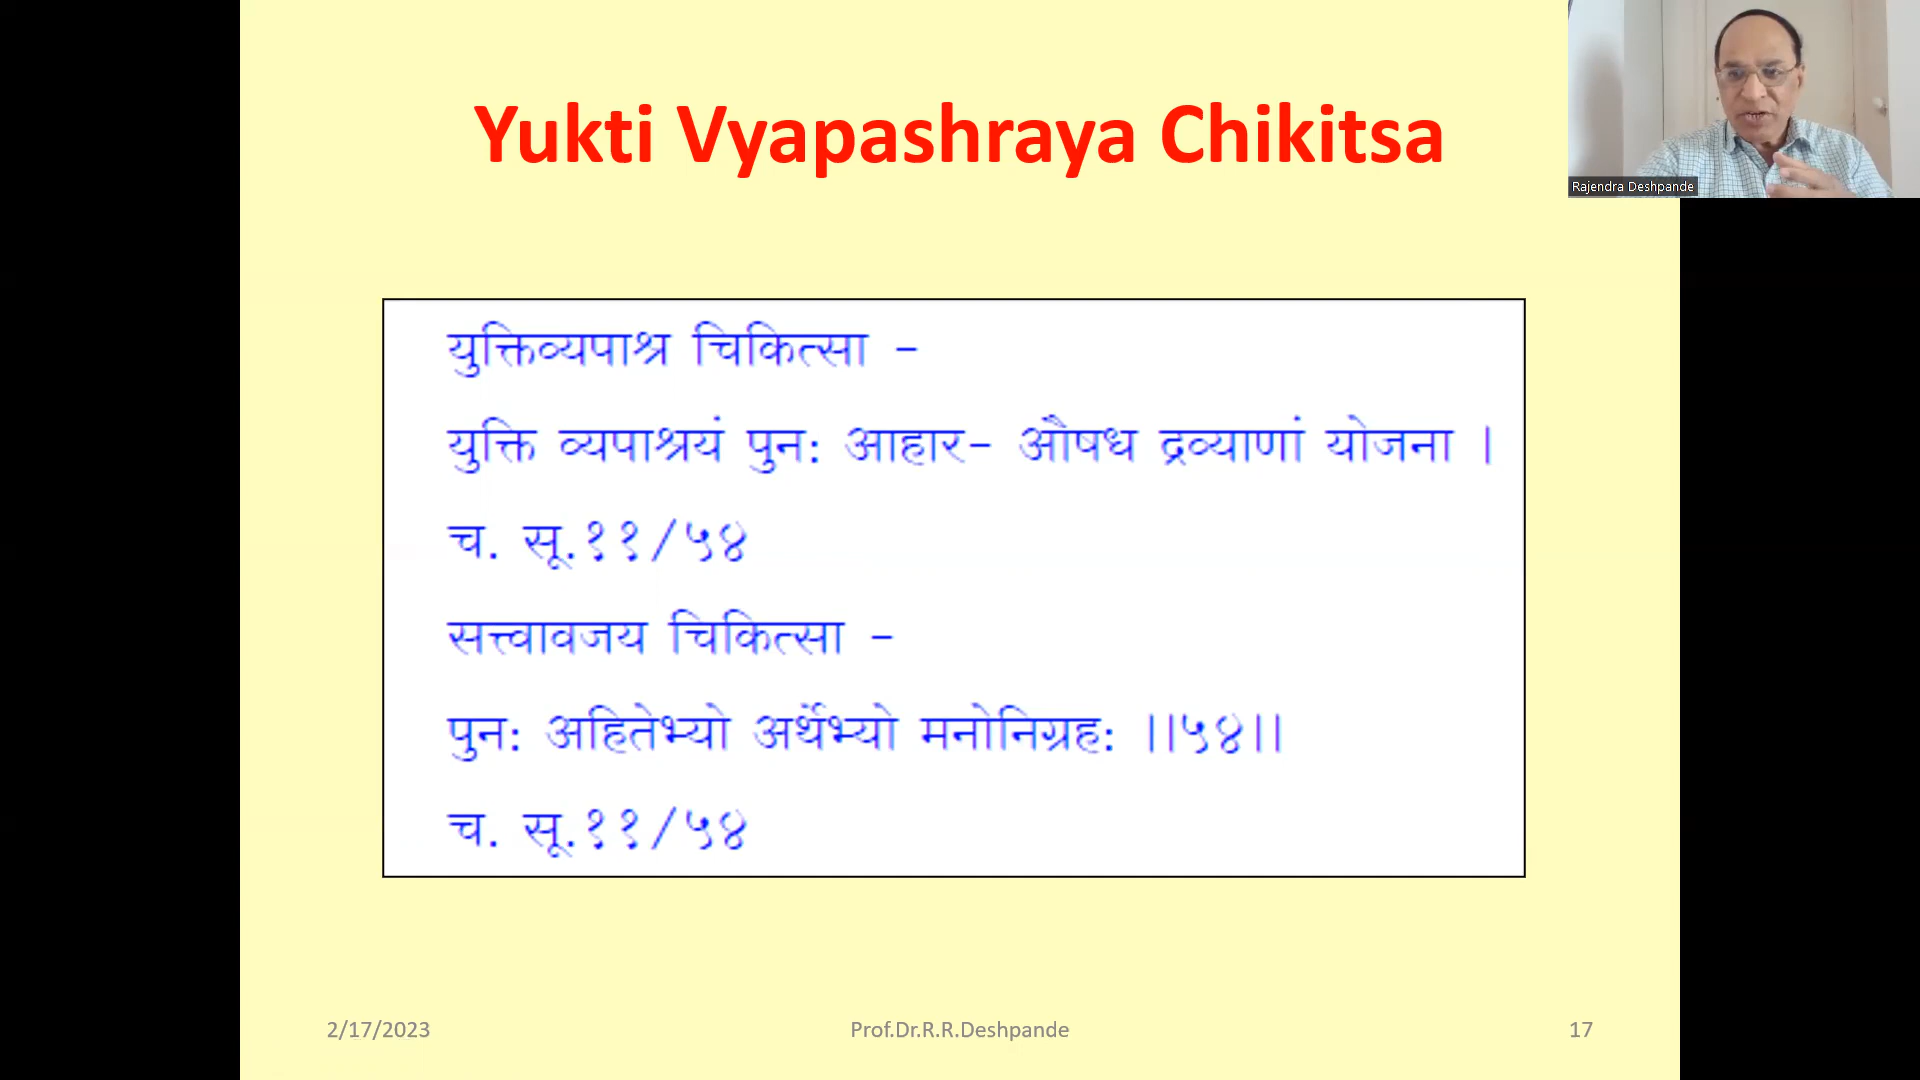 Yukti Vyapashraya Chikitsa
Rajendra Deshpande
युक्तिव्यपाश्र चिकित्सा -
युक्ति व्यपाश्रयं पुनः आहार- औषध द्रव्याणां योजना ।
च. सू.११/५४
सत्त्वावजय चिकित्सा -
पुनः अहितेभ्यो अर्थेभ्यो मनोनिग्रहः ।।५४।।
च. सू.११/५४
2/17/2023
Prof.Dr.R.R.Deshpande
17